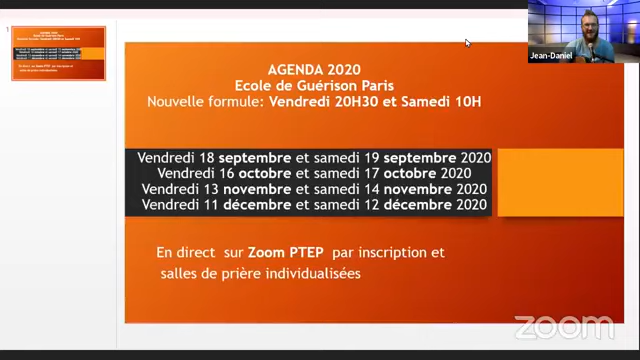 1
Jean-Daniel
AGENDA 2020
Ecole de Guérison Paris
Nouvelle formule: Vendredi 20H30 et Samedi 10H
Vendredi 18 septembre et samedi 19 septembre 2020
Vendredi 16 octobre et samedi 17 octobre 2020
Vendredi 13 novembre et samedi 14 novembre 2020
Vendredi 11 décembre et samedi 12 décembre 2020
En direct sur Zoom PTEP par inscription et
salles de prière individualisées
zoom